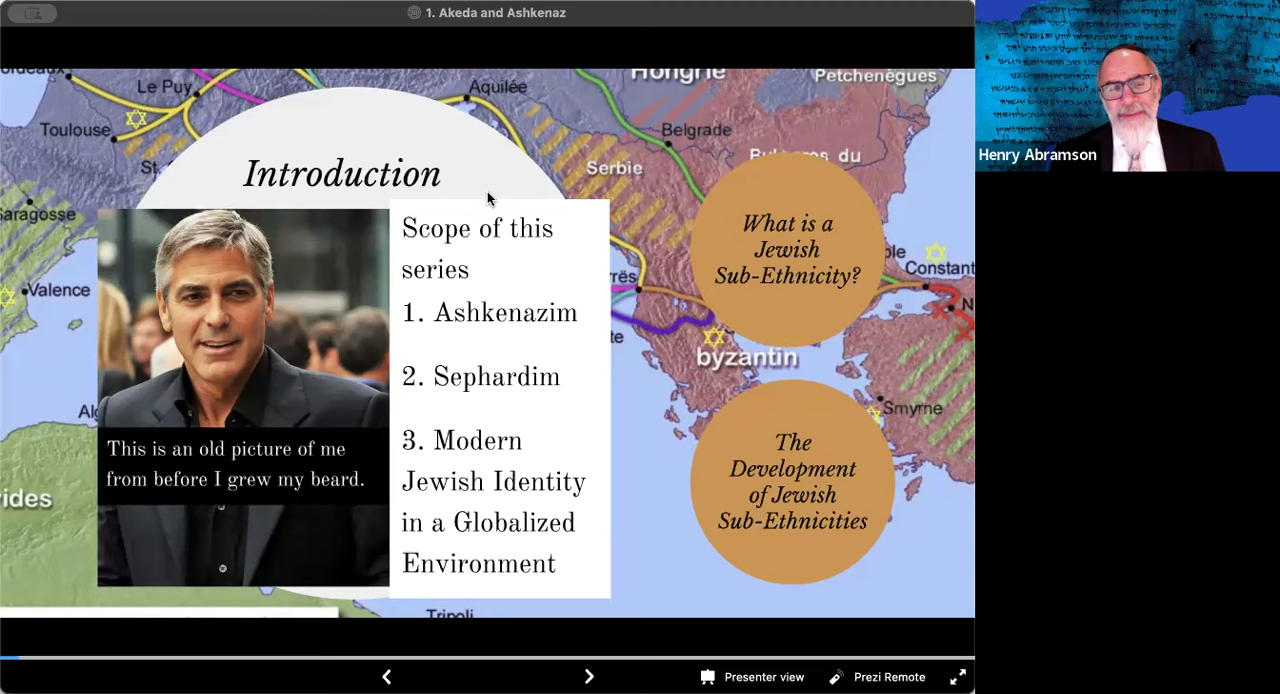 1. Akeda and Ashkenaz
Le Puy
Aquilée
Hongrie
Petchenègues
Toulouse
Belgrade
St.
Serbie
Introduction
Saragosse
Valence
This is an old picture of me
from before I grew my beard.
Scope of this
series
1. Ashkenazim
2. Sephardim
3. Modern
Jewish Identity
in a Globalized
Environment
What is a
Jewish
Sub-Ethnicity?
Constant
byzantin
Smyrne
The
Development
of Jewish
Sub-Ethnicities
Tripoli
Henry Abramson
Presenter view
Prezi Remote